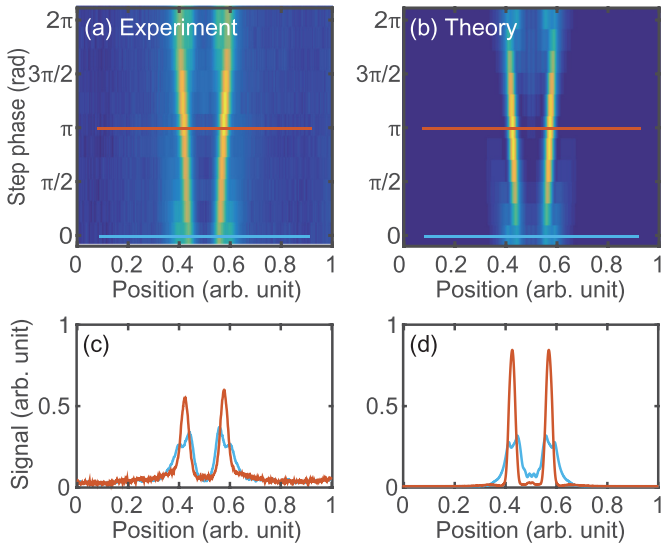 (a) Experiment
(b) Theory
Step phase (rad)
2π
3π/2
π
π/2
0
0 0.2 0.4 0.6 0.8 1
Position (arb. unit)
2π
3π/2
π
π/2
0
0 0.2 0.4 0.6 0.8 1
Position (arb. unit)
(c)
Signal (arb. unit)
1
0.5
0
0 0.2 0.4 0.6 0.8 1
Position (arb. unit)
(d)
1
0.5
0
0 0.2 0.4 0.6 0.8 1
Position (arb. unit)